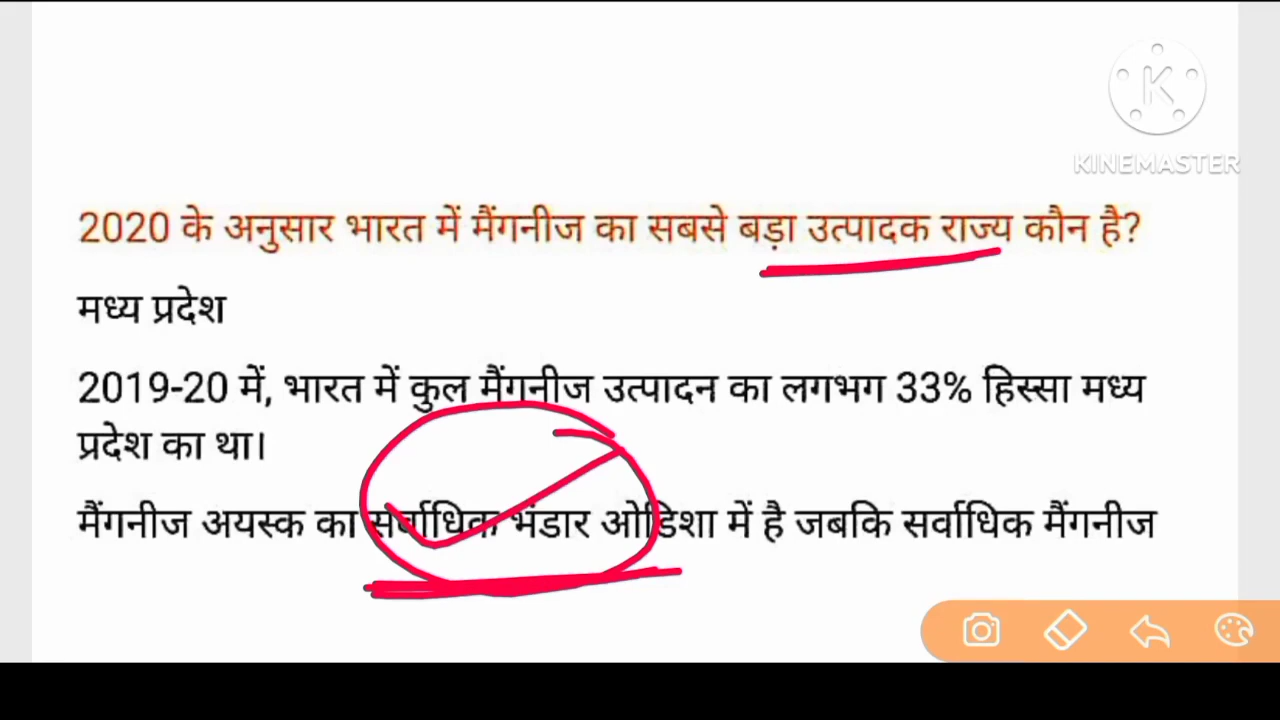 K
KINEMASTER
2020 के अनुसार भारत में मैंगनीज का सबसे बड़ा उत्पादक राज्य कौन है?
मध्य प्रदेश
2019-20 में, भारत में कुल मैंगनीज उत्पादन का लगभग 33% हिस्सा मध्य
प्रदेश का था।
मैंगनीज अयस्क का सर्वाधिक भंडार ओडिशा में है जबकि सर्वाधिक मैंगनीज